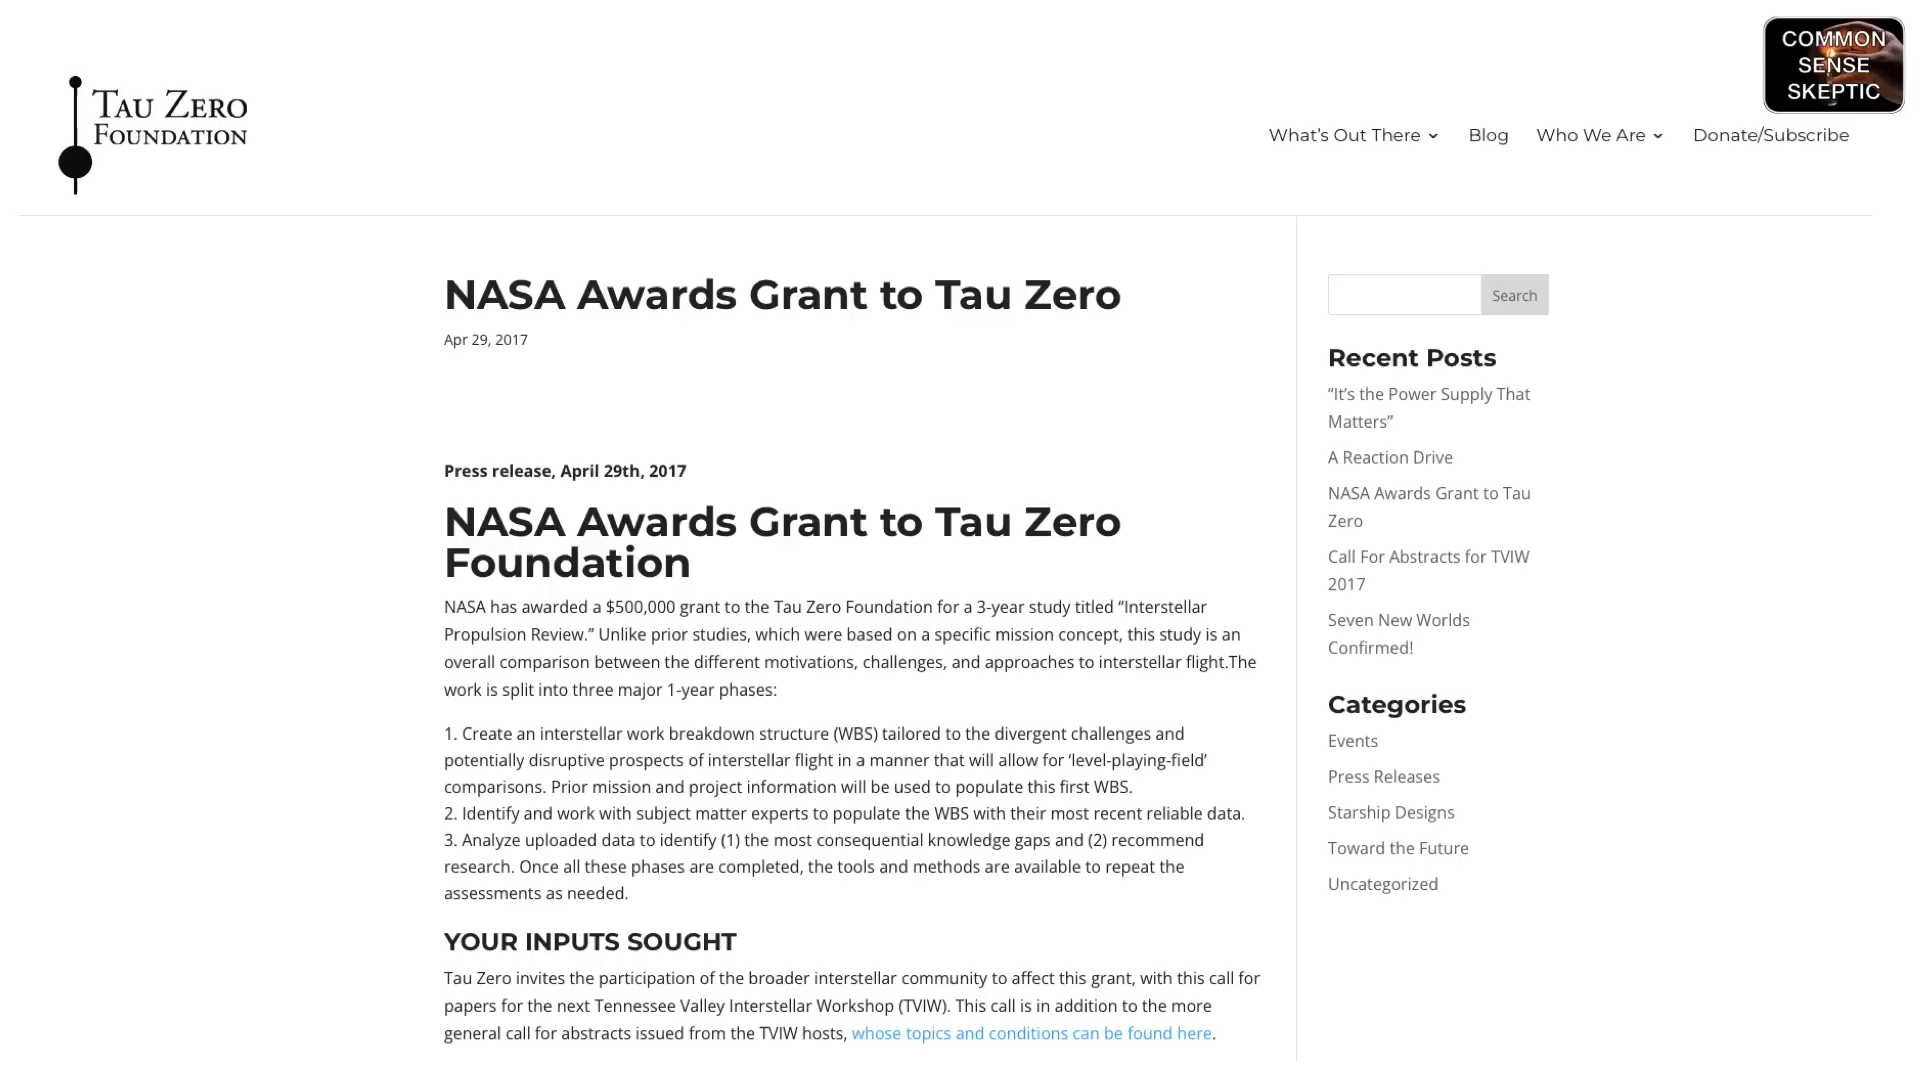 COMMON
SENSE
SKEPTIC
TAU ZERO
FOUNDATION
What's Out There
Blog
Who We Are
Donate/Subscribe
NASA Awards Grant to Tau Zero
Apr 29, 2017
Press release, April 29th, 2017
NASA Awards Grant to Tau Zero
Foundation
NASA has awarded a $500,000 grant to the Tau Zero Foundation for a 3-year study titled “Interstellar
Propulsion Review.” Unlike prior studies, which were based on a specific mission concept, this study is an
overall comparison between the different motivations, challenges, and approaches to interstellar flight.The
work is split into three major 1-year phases:
1. Create an interstellar work breakdown structure (WBS) tailored to the divergent challenges and
potentially disruptive prospects of interstellar flight in a manner that will allow for ‘level-playing-field’
comparisons. Prior mission and project information will be used to populate this first WBS.
2. Identify and work with subject matter experts to populate the WBS with their most recent reliable data.
3. Analyze uploaded data to identify (1) the most consequential knowledge gaps and (2) recommend
research. Once all these phases are completed, the tools and methods are available to repeat the
assessments as needed.
YOUR INPUTS SOUGHT
Tau Zero invites the participation of the broader interstellar community to affect this grant, with this call for
papers for the next Tennessee Valley Interstellar Workshop (TVIW). This call is in addition to the more
general call for abstracts issued from the TVIW hosts, whose topics and conditions can be found here.
Search
Recent Posts
“It’s the Power Supply That
Matters”
A Reaction Drive
NASA Awards Grant to Tau
Zero
Call For Abstracts for TVIW
2017
Seven New Worlds
Confirmed!
Categories
Events
Press Releases
Starship Designs
Toward the Future
Uncategorized